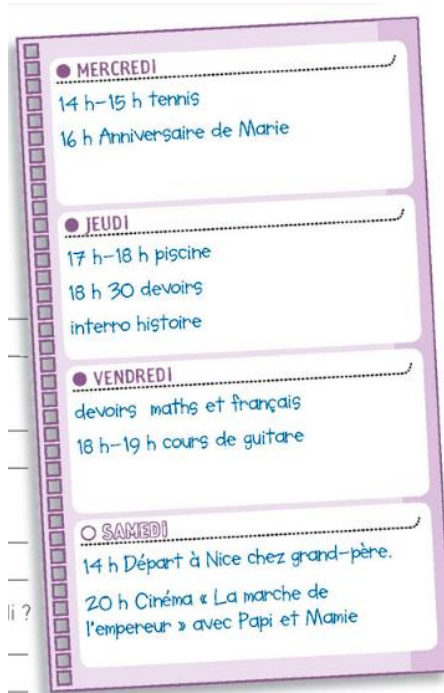 MERCREDI
14 h–15 h tennis
16 h Anniversaire de Marie
JEUDI
17 h–18 h piscine
18 h 30 devoirs
interro histoire
VENDREDI
devoirs maths et français
18 h–19 h cours de guitare
SAMEDI
14 h Départ à Nice chez grand-père.
20 h Cinéma « La marche de
l'empereur » avec Papi et Mamie
?